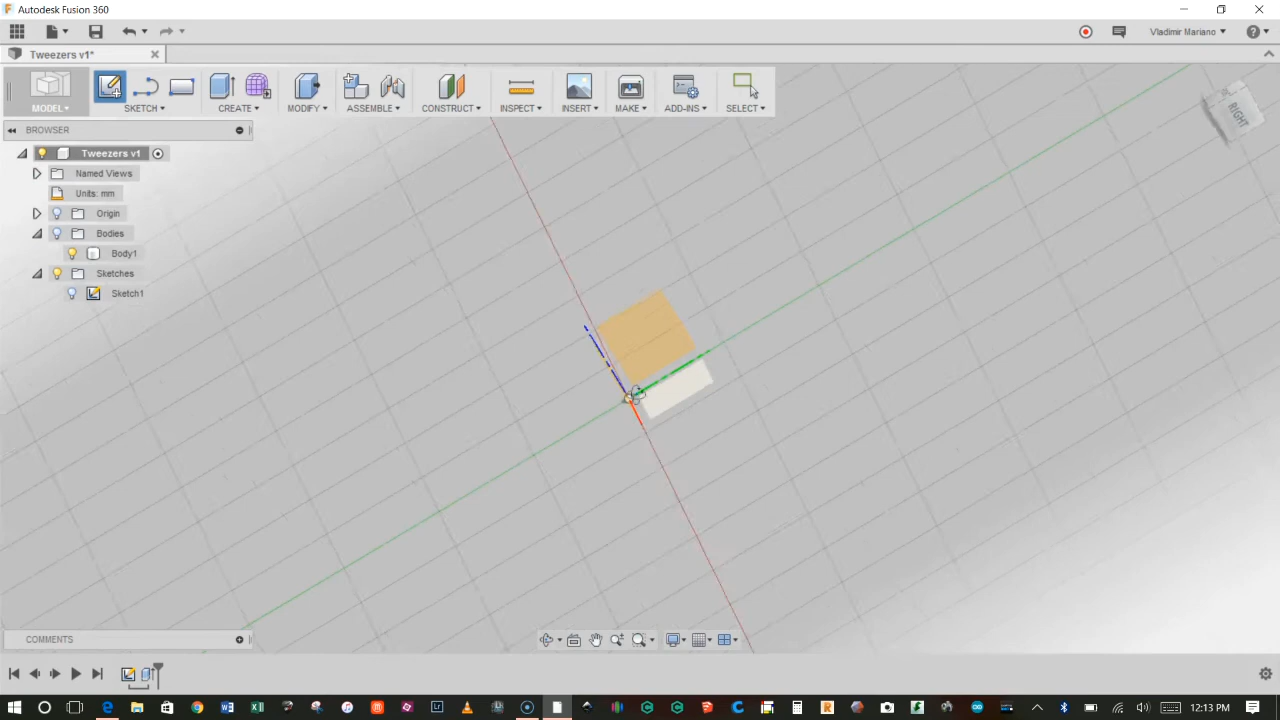 Autodesk Fusion 360
Vladimir Mariano
Tweezers v1*
MODEL
SKETCH
CREATE
MODIFY
ASSEMBLE
CONSTRUCT
INSPECT
INSERT
MAKE
ADD-INS
SELECT
RIGHT
BROWSER
Tweezers v1
Named Views
Units: mm
Origin
Bodies
Body1
Sketches
Sketch1
COMMENTS
12:13 PM